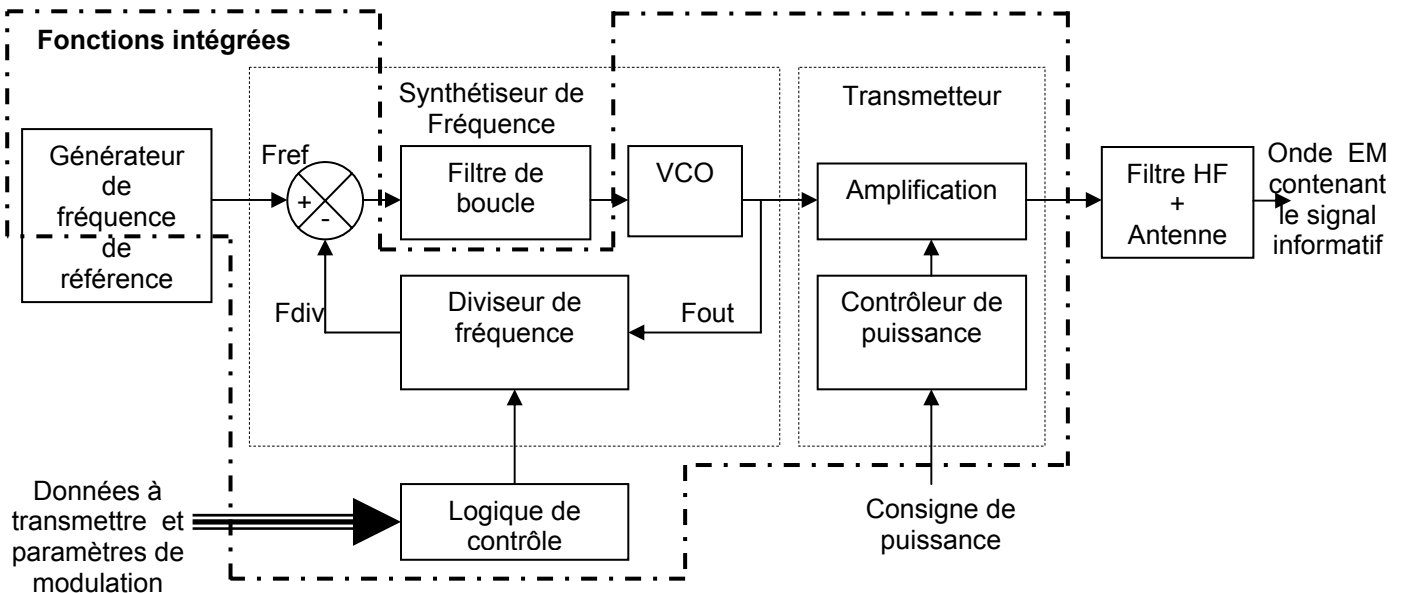 Fonctions intégrées
Synthétiseur de
Fréquence
Transmetteur
Générateur
de
fréquence
de
référence
Fref
+
-
Filtre de
boucle
VCO
Amplification
Filtre HF
+
Antenne
Onde EM
contenant
le signal
informatif
Fdiv
Diviseur de
fréquence
Fout
Contrôleur de
puissance
Données à
transmettre et
paramètres de
modulation
Logique de
contrôle
Consigne de
puissance